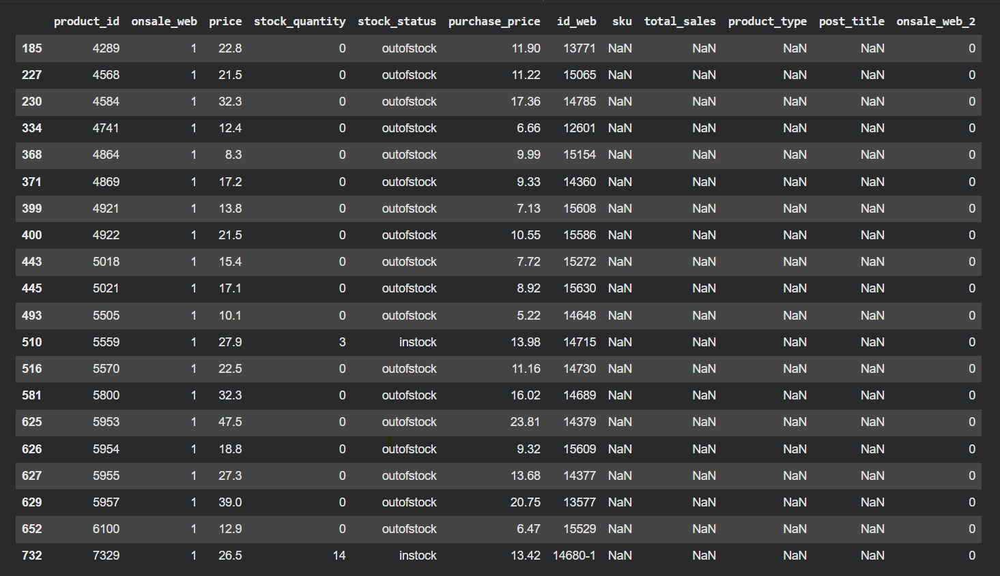 product_id onsale_web price stock_quantity stock_status purchase_price id_web sku total_sales product_type post_title onsale_web_2
185 4289 1 22.8 0 outofstock 11.90 13771 NaN NaN NaN NaN 0
227 4568 1 21.5 0 outofstock 11.22 15065 NaN NaN NaN NaN 0
230 4584 1 32.3 0 outofstock 17.36 14785 NaN NaN NaN NaN 0
334 4741 1 12.4 0 outofstock 6.66 12601 NaN NaN NaN NaN 0
368 4864 1 8.3 0 outofstock 9.99 15154 NaN NaN NaN NaN 0
371 4869 1 17.2 0 outofstock 9.33 14360 NaN NaN NaN NaN 0
399 4921 1 13.8 0 outofstock 7.13 15608 NaN NaN NaN NaN 0
400 4922 1 21.5 0 outofstock 10.55 15586 NaN NaN NaN NaN 0
443 5018 1 15.4 0 outofstock 7.72 15272 NaN NaN NaN NaN 0
445 5021 1 17.1 0 outofstock 8.92 15630 NaN NaN NaN NaN 0
493 5505 1 10.1 0 outofstock 5.22 14648 NaN NaN NaN NaN 0
510 5559 1 27.9 3 instock 13.98 14715 NaN NaN NaN NaN 0
516 5570 1 22.5 0 outofstock 11.16 14730 NaN NaN NaN NaN 0
581 5800 1 32.3 0 outofstock 16.02 14689 NaN NaN NaN NaN 0
625 5953 1 47.5 0 outofstock 23.81 14379 NaN NaN NaN NaN 0
626 5954 1 18.8 0 outofstock 9.32 15609 NaN NaN NaN NaN 0
627 5955 1 27.3 0 outofstock 13.68 14377 NaN NaN NaN NaN 0
629 5957 1 39.0 0 outofstock 20.75 13577 NaN NaN NaN NaN 0
652 6100 1 12.9 0 outofstock 6.47 15529 NaN NaN NaN NaN 0
732 7329 1 26.5 14 instock 13.42 14680-1 NaN NaN NaN NaN 0